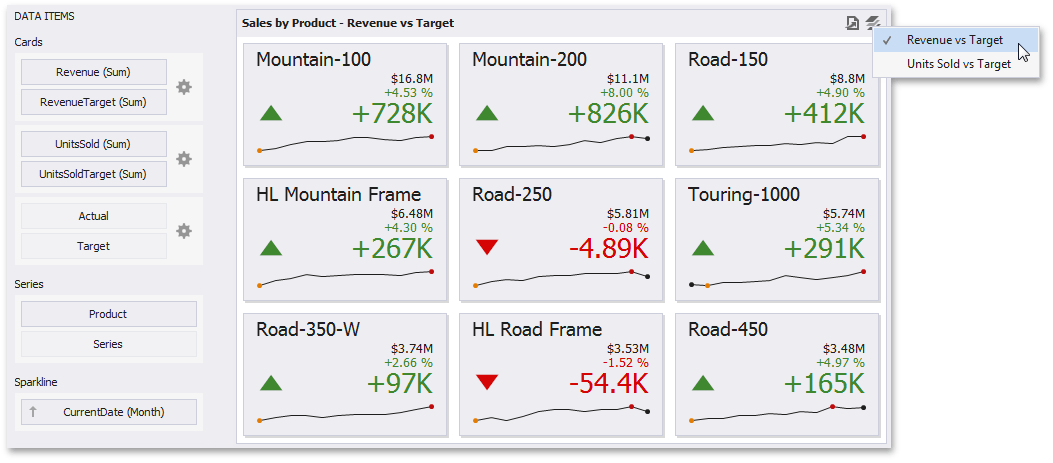 DATA ITEMS
Cards
Revenue (Sum)
RevenueTarget (Sum)
UnitsSold (Sum)
UnitsSoldTarget (Sum)
Actual
Target
Series
Product
Series
Sparkline
CurrentDate (Month)
Sales by Product - Revenue vs Target
Revenue vs Target
Units Sold vs Target
Mountain-100
$16.8M
+4.53 %
+728K
Mountain-200
$11.1M
+8.00 %
+826K
Road-150
$8.8M
+4.90 %
+412K
HL Mountain Frame
$6.48M
+4.30 %
+267K
Road-250
$5.81M
-0.08 %
-4.89K
Touring-1000
$5.74M
+5.34 %
+291K
Road-350-W
$3.74M
+2.66 %
+97K
HL Road Frame
$3.53M
-1.52 %
-54.4K
Road-450
$3.48M
+4.97 %
+165K